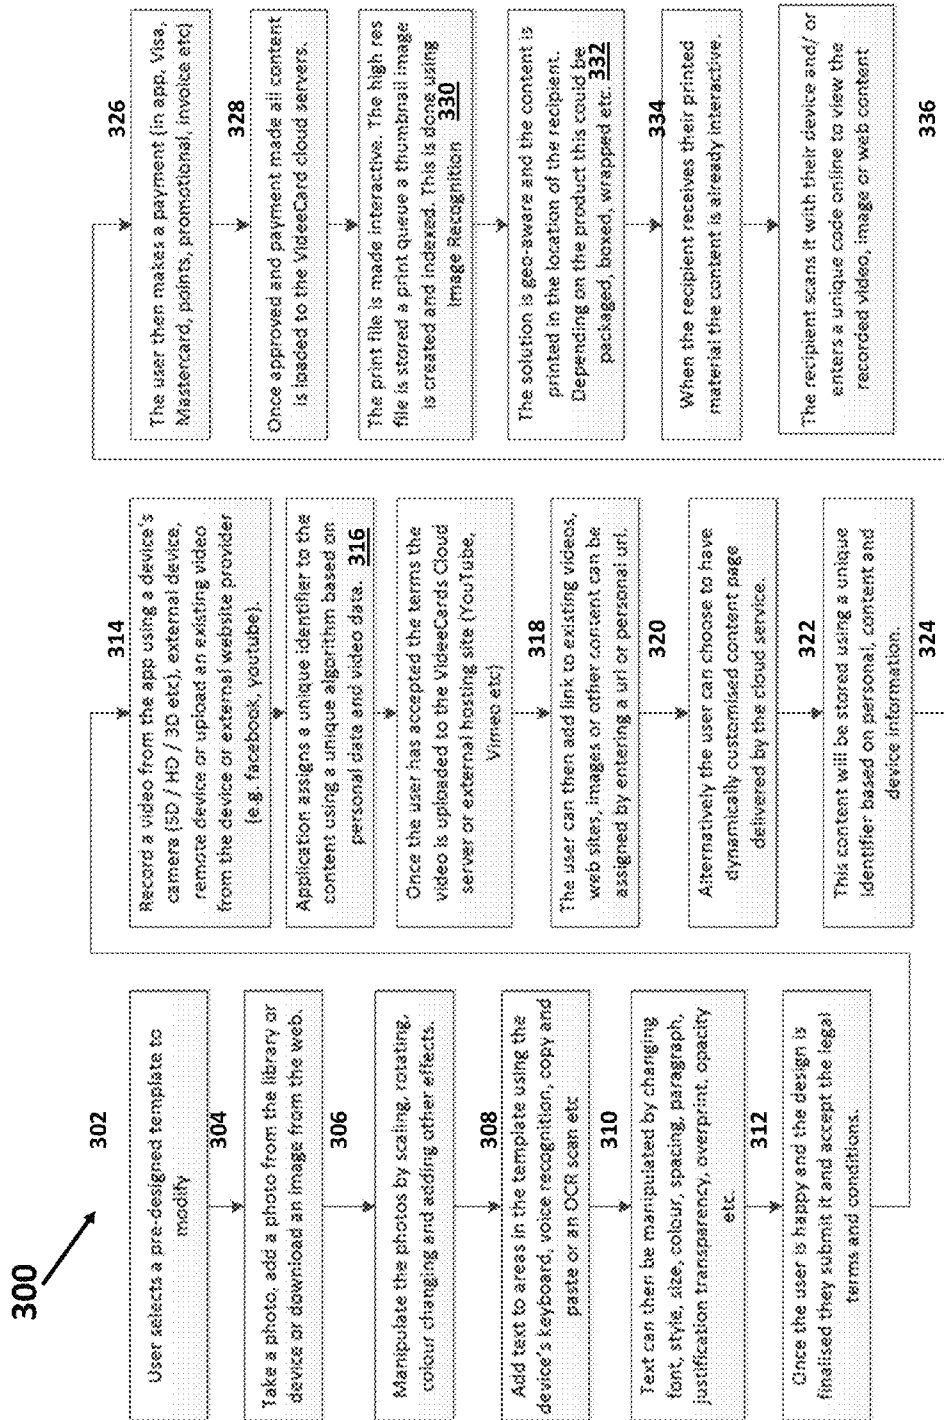 300
302
User selects a pre-designed template to
modify
304
Take a photo, add a photo from the library or
device or download an image from the web.
306
Manipulate the photos by scaling, rotating,
colour changing and adding other effects.
308
Add text to areas in the template using the
device's keyboard, voice recognition, copy and
paste or an OCR scan etc
310
Text can then be manipulated by changing
font, style, size, colour, spacing, paragraph,
justification transparency, overprint, opacity
etc.
312
Once the user is happy and the design is
finalised they submit it and accept the legal
terms and conditions.
314
Record a video from the app using a device's
camera (SD / HD / 3D etc), external device,
remote device or upload an existing video
from the device or external website provider
(e.g. facebook, youtube).
Application assigns a unique identifier to the
content using a unique algorithm based on
personal data and video data. 316
Once the user has accepted the terms the
video is uploaded to the VideeCards Cloud
server or external hosting site (YouTube,
Vimeo etc)
318
The user can then add link to existing videos,
web sites, images or other content can be
assigned by entering a url or personal url.
320
Alternatively the user can choose to have
dynamically customised content page
delivered by the cloud service.
322
This content will be stored using a unique
identifier based on personal, content and
device information.
324
326
The user then makes a payment (in app, Visa,
Mastercard, points, promotional, invoice etc)
328
Once approved and payment made all content
is loaded to the VideeCard cloud servers.
The print file is made interactive. The high res
file is stored a print queue a thumbnail image
is created and indexed. This is done using
Image Recognition 330
The solution is geo-aware and the content is
printed in the location of the recipient.
Depending on the product this could be
packaged, boxed, wrapped etc. 332
334
When the recipient receives their printed
material the content is already interactive.
The recipient scans it with their device and/ or
enters a unique code online to view the
recorded video, image or web content
336